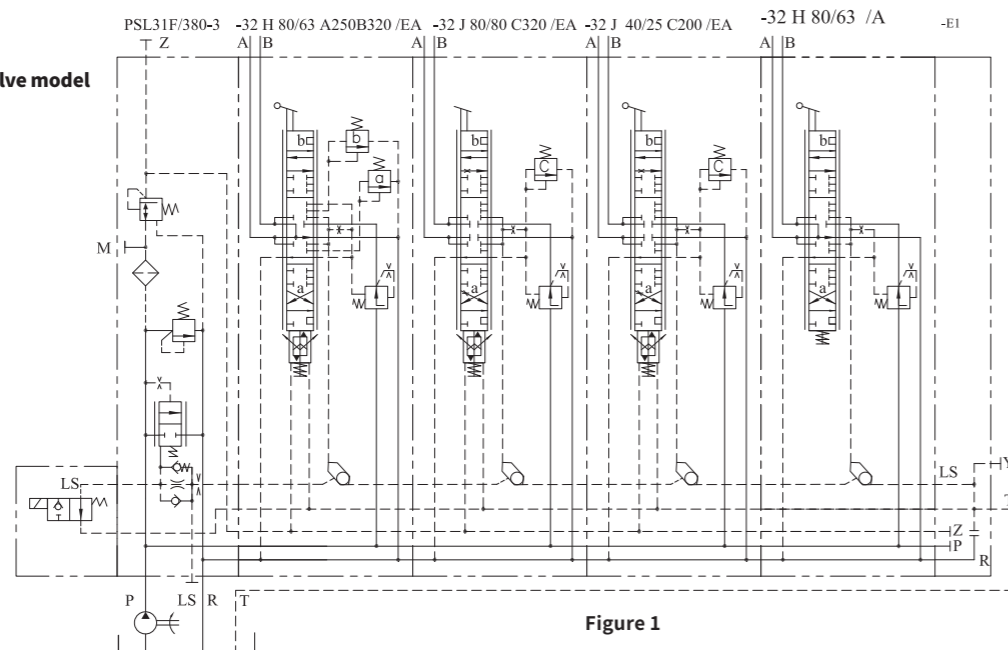 PSL31F/380-3 -32 H 80/63 A250B320 /EA -32 J 80/80 C320 /EA -32 J 40/25 C200 /EA -32 H 80/63 /A -E1
Z A B A B A B A B
lve model
b b b b b
a C C
M
a a a a
LS LS Y
Z
P
R
P LS R T
Figure 1